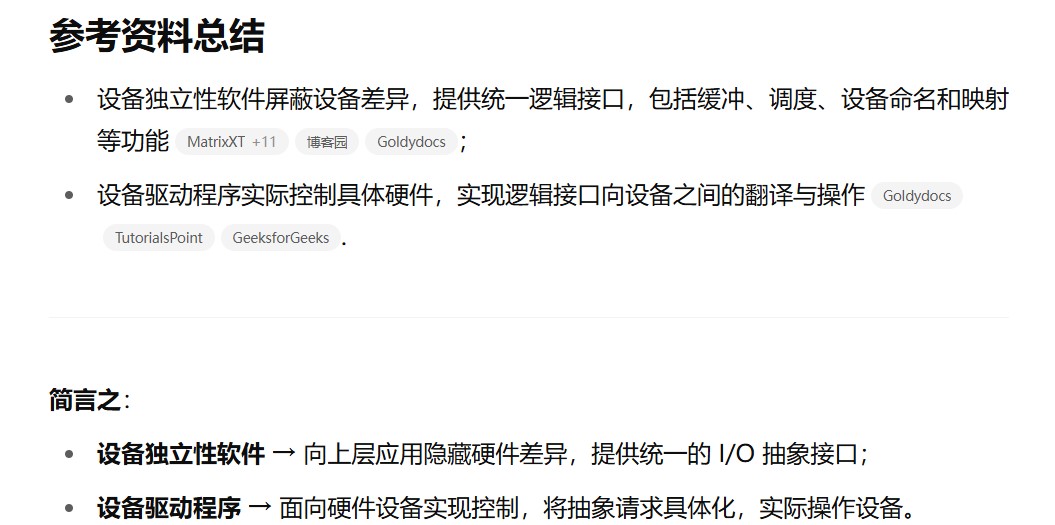 参考资料总结
设备独立性软件屏蔽设备差异，提供统一逻辑接口，包括缓冲、调度、设备命名和映射
等功能 MatrixXT +11 博客园 Goldydocs ；
设备驱动程序实际控制具体硬件，实现逻辑接口向设备之间的翻译与操作 Goldydocs
TutorialsPoint GeeksforGeeks .
简言之：
设备独立性软件 → 向上层应用隐藏硬件差异，提供统一的 I/O 抽象接口；
设备驱动程序 → 面向硬件设备实现控制，将抽象请求具体化，实际操作设备。